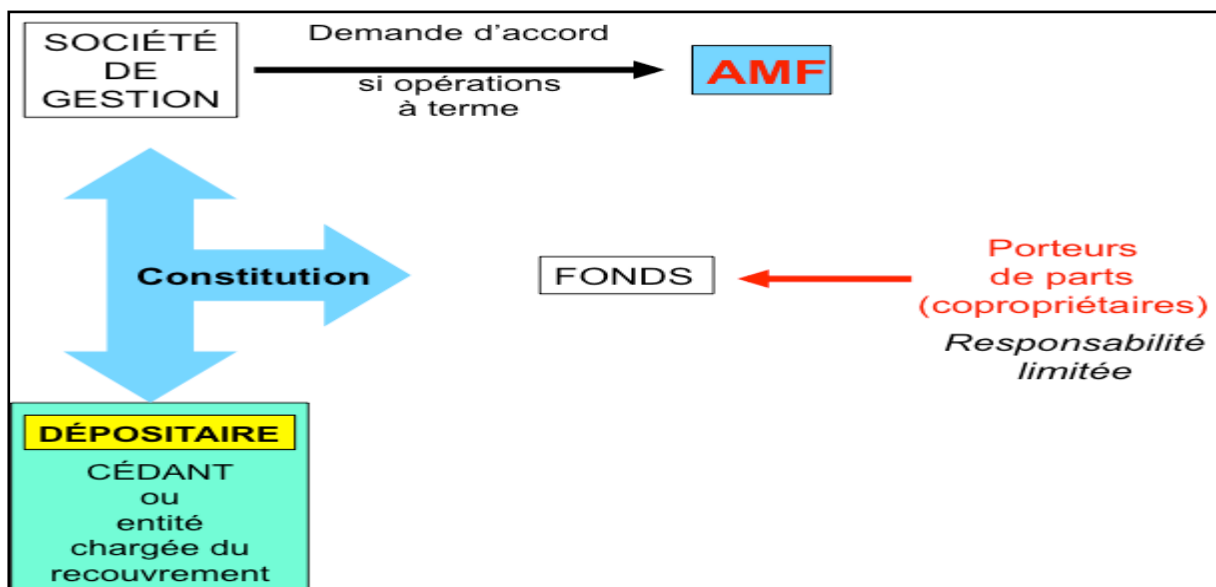 SOCIÉTÉ
DE
GESTION
Demande d'accord
si opérations
à terme
AMF
Constitution
FONDS
Porteurs
de parts
(copropriétaires)
Responsabilité
limitée
DÉPOSITAIRE
CÉDANT
ou
entité
chargée du
recouvrement